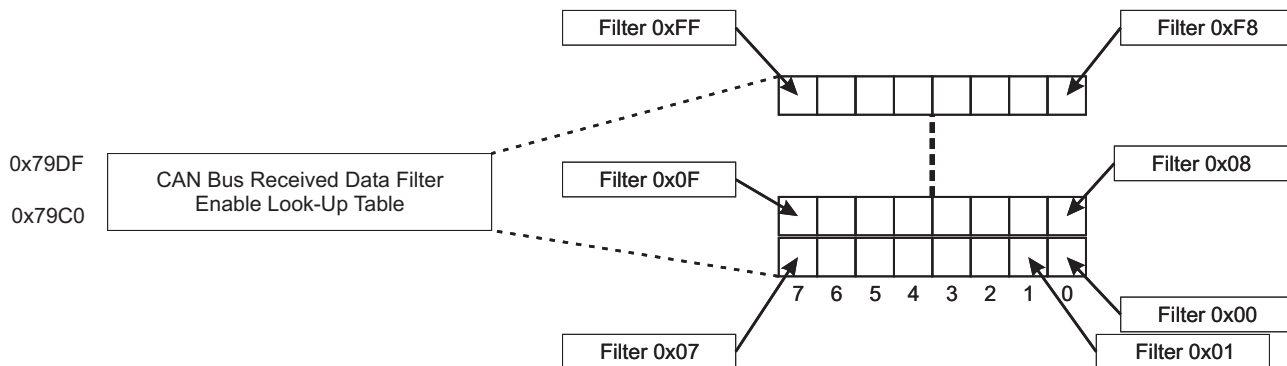 Filter 0xFF
Filter 0xF8
0x79DF
0x79C0
CAN Bus Received Data Filter
Enable Look-Up Table
Filter 0x0F
Filter 0x08
7 6 5 4 3 2 1 0
Filter 0x00
Filter 0x07
Filter 0x01